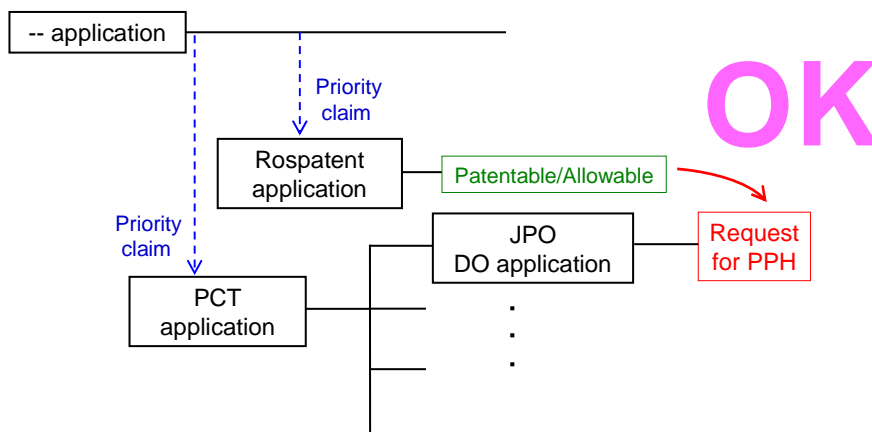 -- application
OK
Priority
claim
Rospatent
application
Patentable/Allowable
Priority
claim
JPO
DO application
Request
for PPH
PCT
application